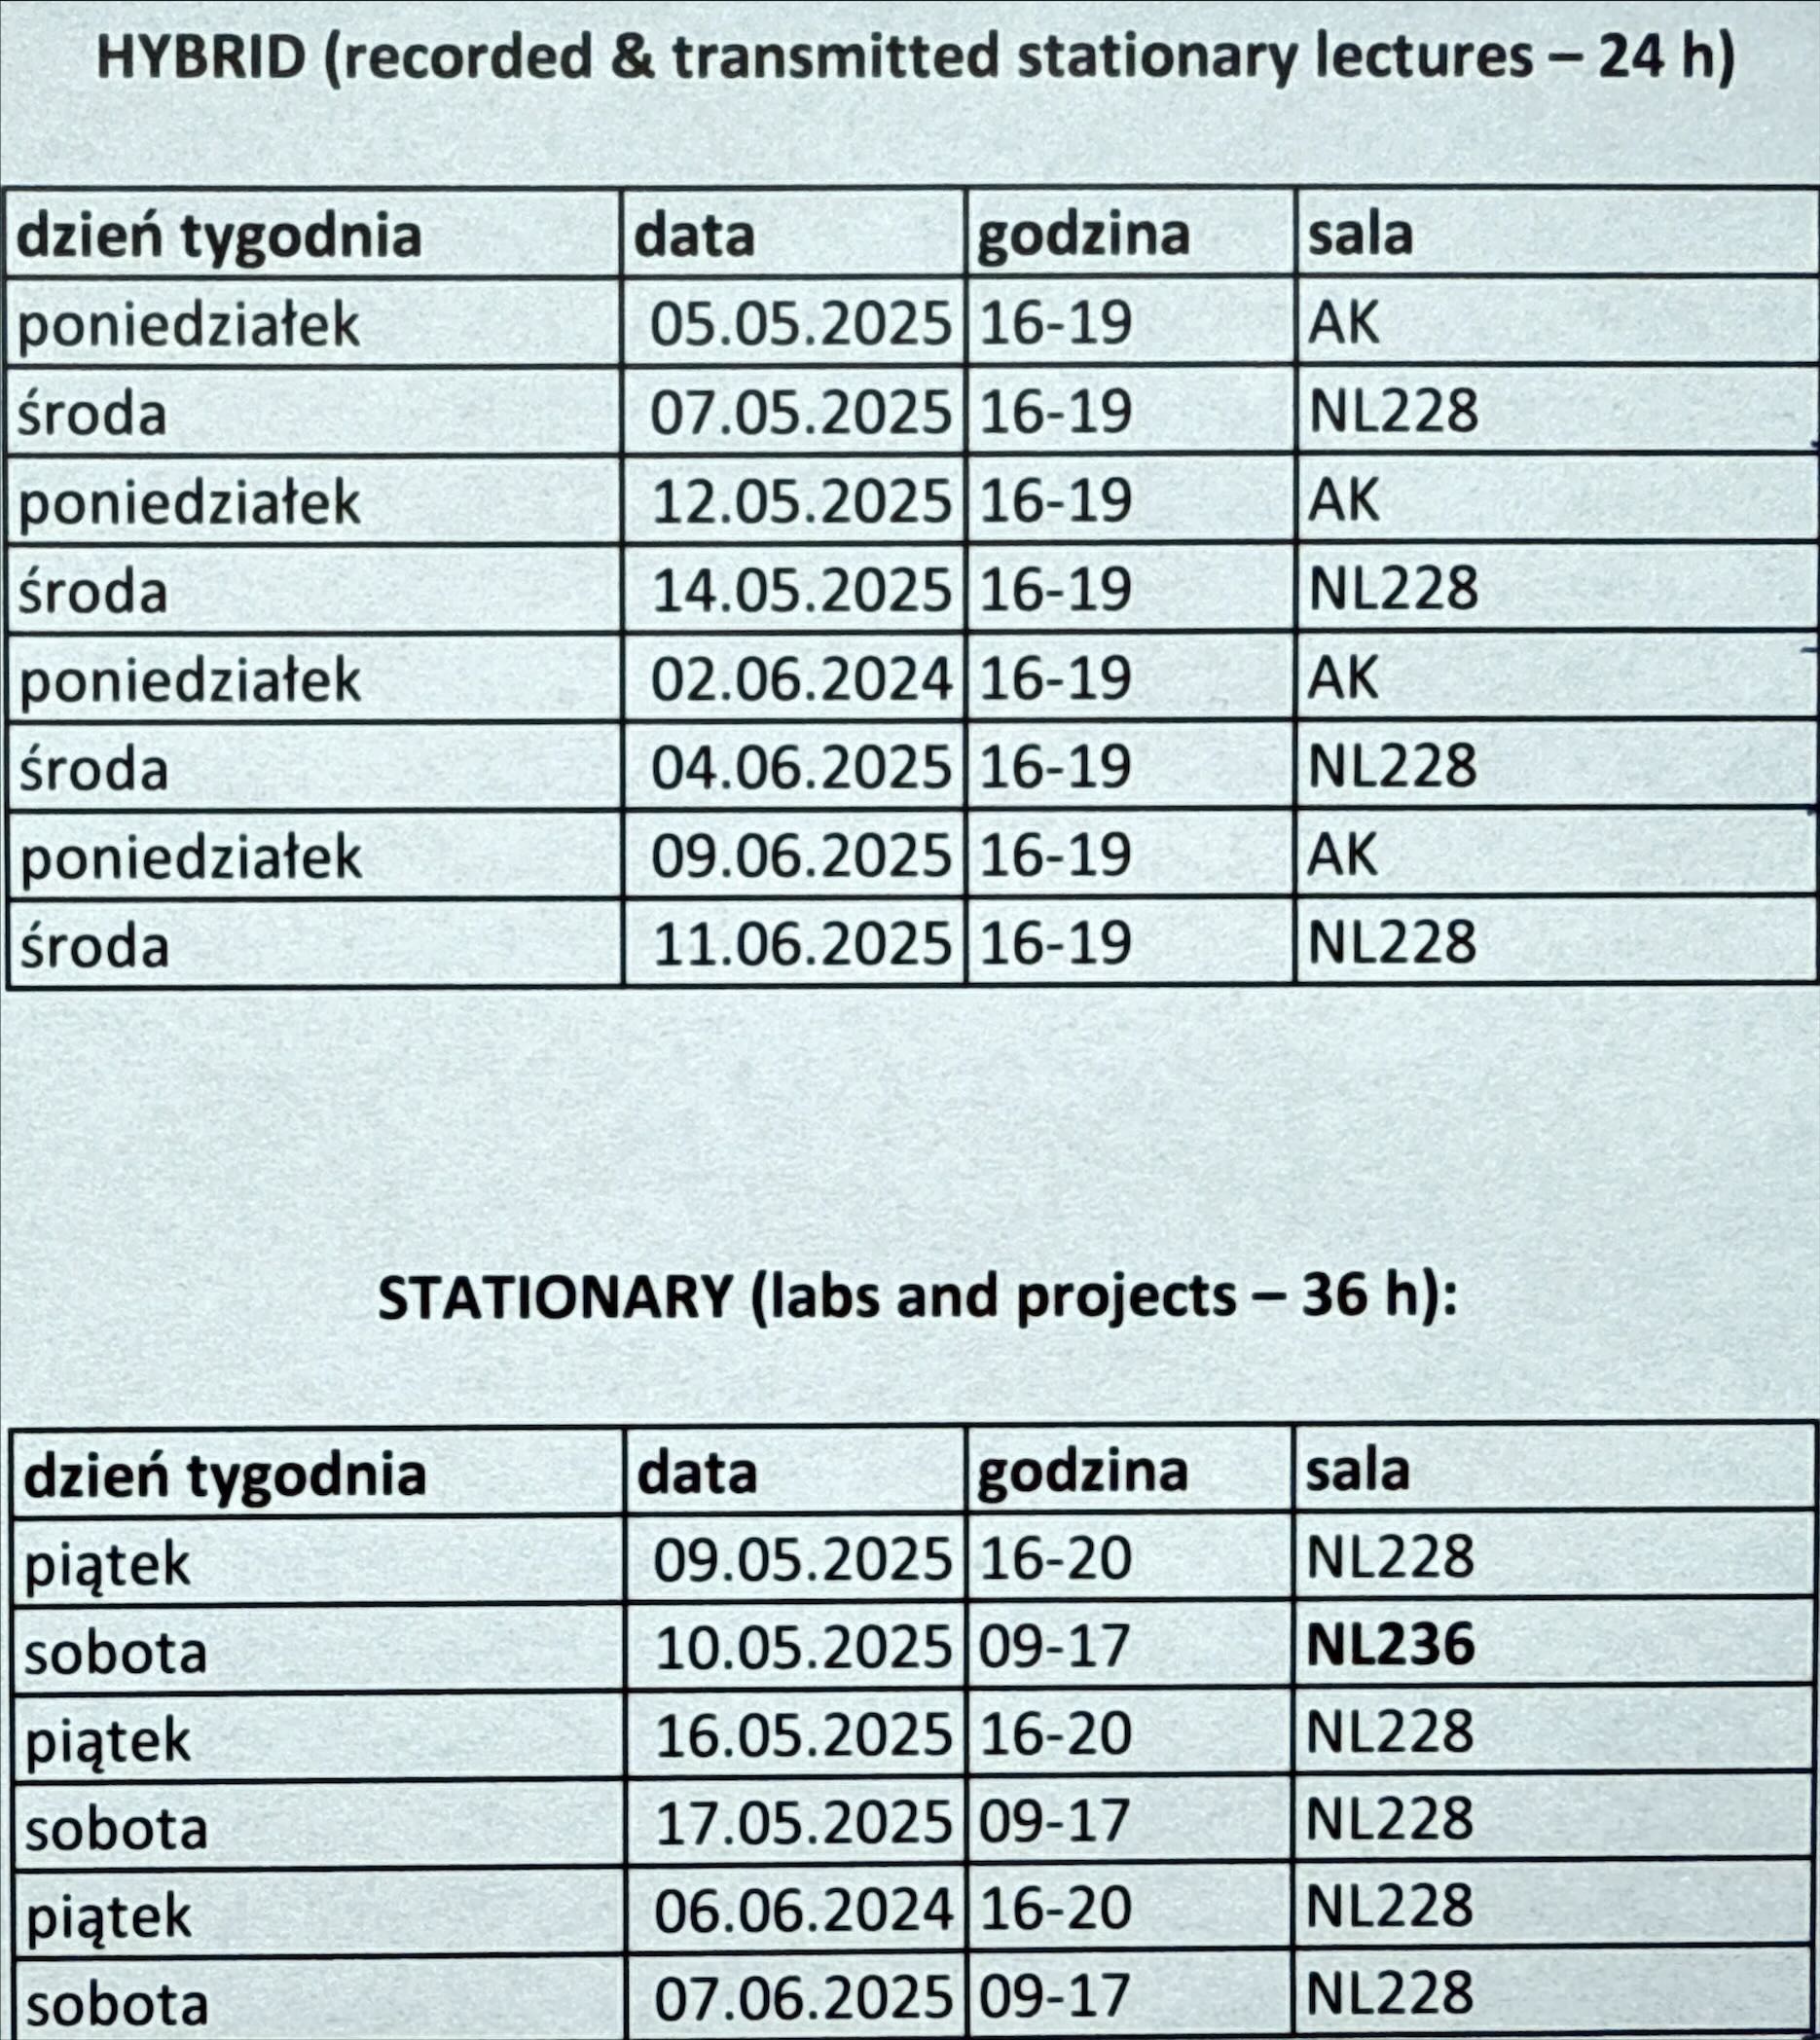 HYBRID (recorded & transmitted stationary lectures – 24 h)
dzień tygodnia data godzina sala
poniedziałek 05.05.2025 16-19 AK
środa 07.05.2025 16-19 NL228
poniedziałek 12.05.2025 16-19 AK
środa 14.05.2025 16-19 NL228
poniedziałek 02.06.2024 16-19 AK
środa 04.06.2025 16-19 NL228
poniedziałek 09.06.2025 16-19 AK
środa 11.06.2025 16-19 NL228
STATIONARY (labs and projects – 36 h):
dzień tygodnia data godzina sala
piątek 09.05.2025 16-20 NL228
sobota 10.05.2025 09-17 NL236
piątek 16.05.2025 16-20 NL228
sobota 17.05.2025 09-17 NL228
piątek 06.06.2024 16-20 NL228
sobota 07.06.2025 09-17 NL228